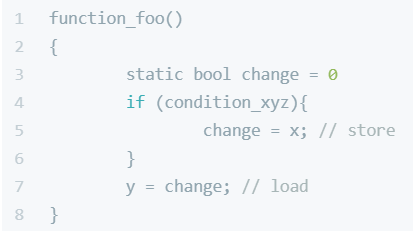 1 function_foo()
2 {
3 static bool change = 0
4 if (condition_xyz){
5 change = x; // store
6 }
7 y = change; // load
8 }